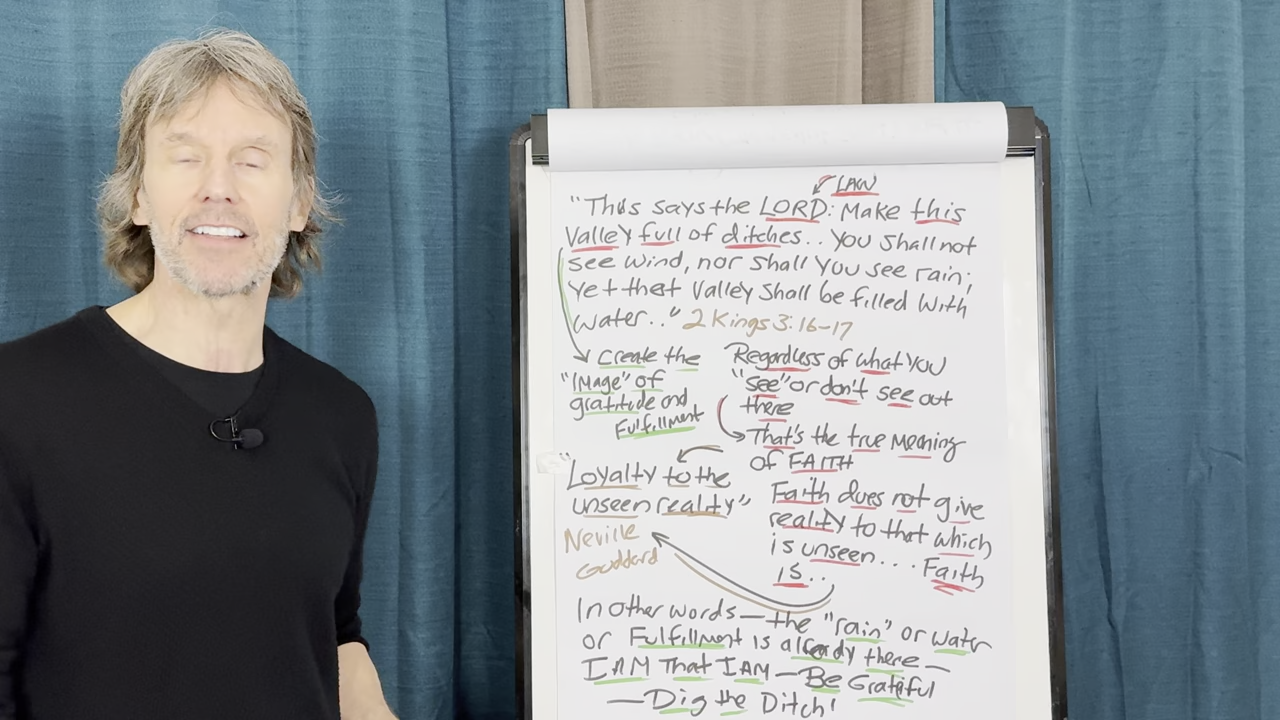 LAW
"Thus says the LORD: Make this
Valley full of ditches.. You shall not
see wind, nor shall you see rain;
yet that Valley shall be filled with
water.." 2 Kings 3:16-17
Create the
"Image" of
gratitude and
Fulfillment
Regardless of what you
"see" or don't see out
there
That's the true meaning
of FAITH
"Loyalty to the
unseen reality"
Neville
Goddard
Faith does not give
reality to that which
is unseen.... Faith
is..
In other words — the "rain" or water
or Fulfillment is already there —
I AM That I AM — Be Grateful
— Dig the Ditch!